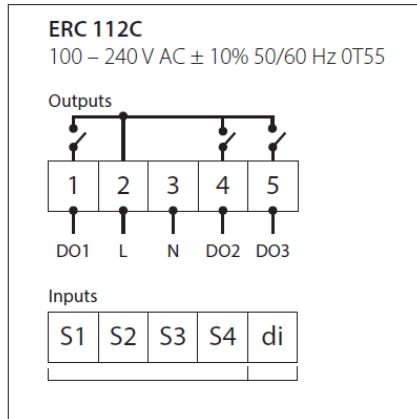 ERC 112C
100 – 240 V AC ± 10% 50/60 Hz 0T55
Outputs
1 2 3 4 5
DO1 L N DO2 DO3
Inputs
S1 S2 S3 S4 di